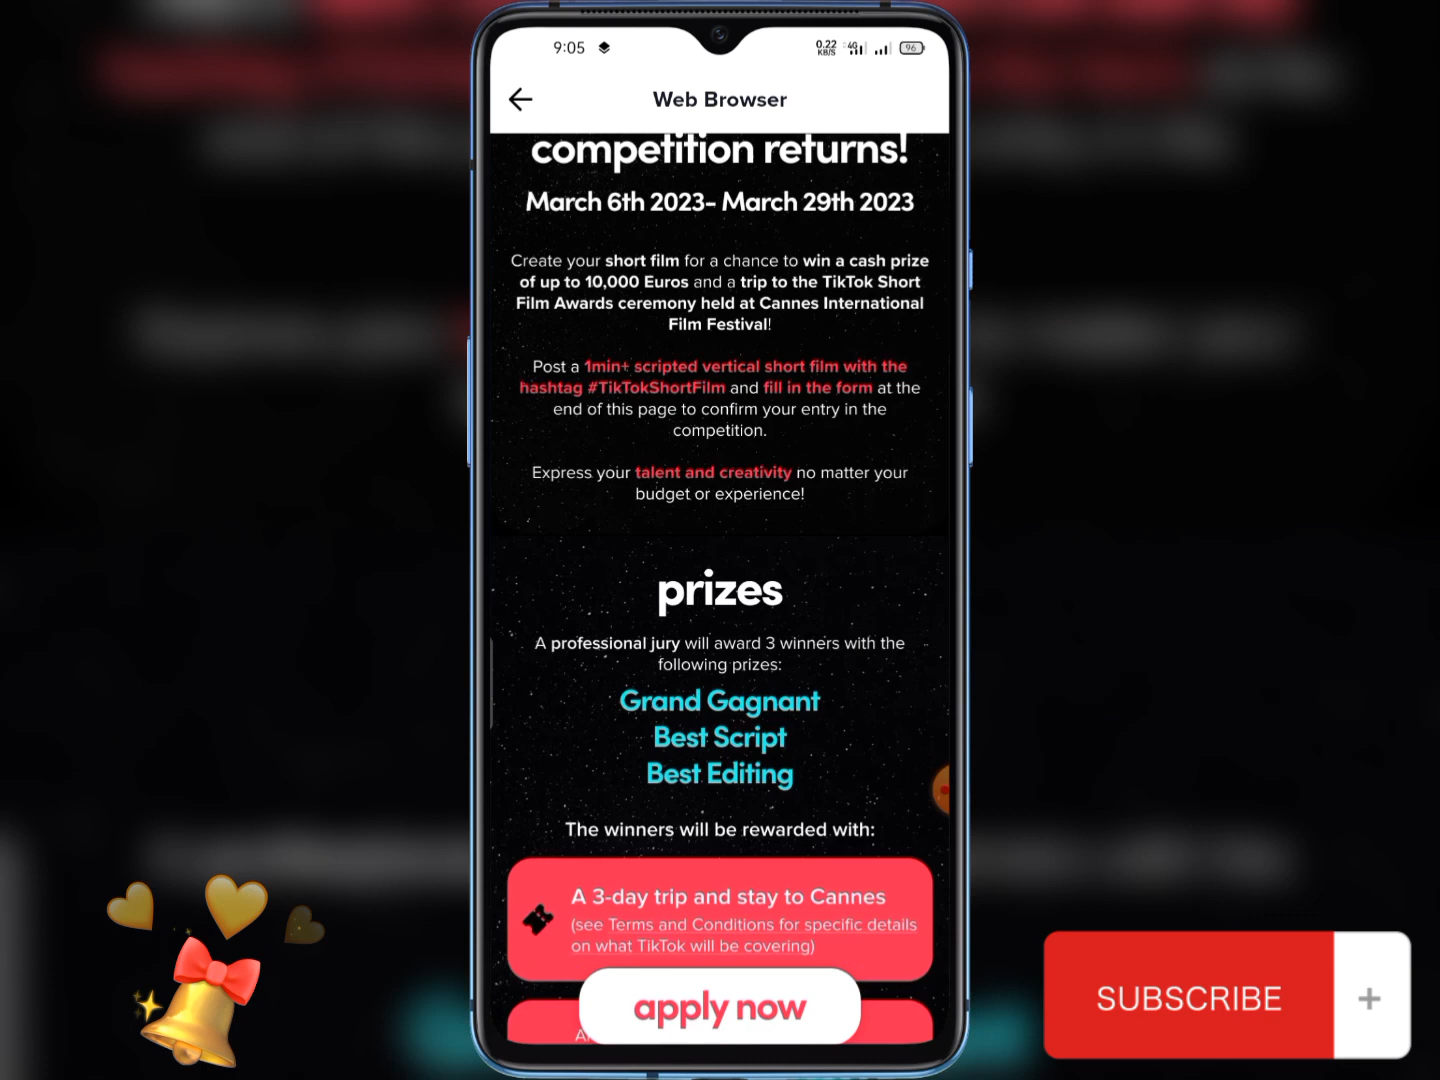 9:05
0.22
KB/S
4G
96
Web Browser
competition returns!
March 6th 2023- March 29th 2023
Create your short film for a chance to win a cash prize
of up to 10,000 Euros and a trip to the TikTok Short
Film Awards ceremony held at Cannes International
Film Festival!
Post a 1min+ scripted vertical short film with the
hashtag #TikTokShortFilm and fill in the form at the
end of this page to confirm your entry in the
competition.
Express your talent and creativity no matter your
budget or experience!
prizes
A professional jury will award 3 winners with the
following prizes:
Grand Gagnant
Best Script
Best Editing
The winners will be rewarded with:
A 3-day trip and stay to Cannes
(see Terms and Conditions for specific details
on what TikTok will be covering)
apply now
SUBSCRIBE +